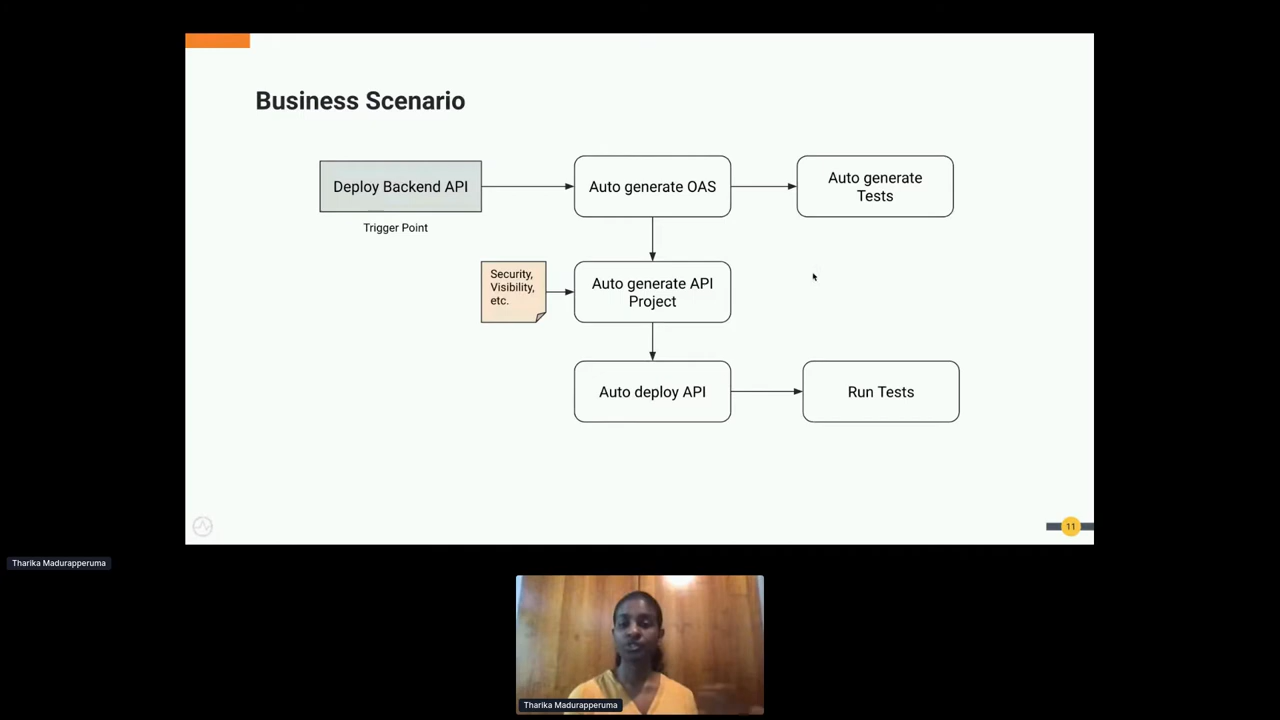 Business Scenario
Deploy Backend API
Auto generate OAS
Auto generate
Tests
Trigger Point
Security,
Visibility,
etc.
Auto generate API
Project
Auto deploy API
Run Tests
11
Tharika Madurapperuma
Tharika Madurapperuma